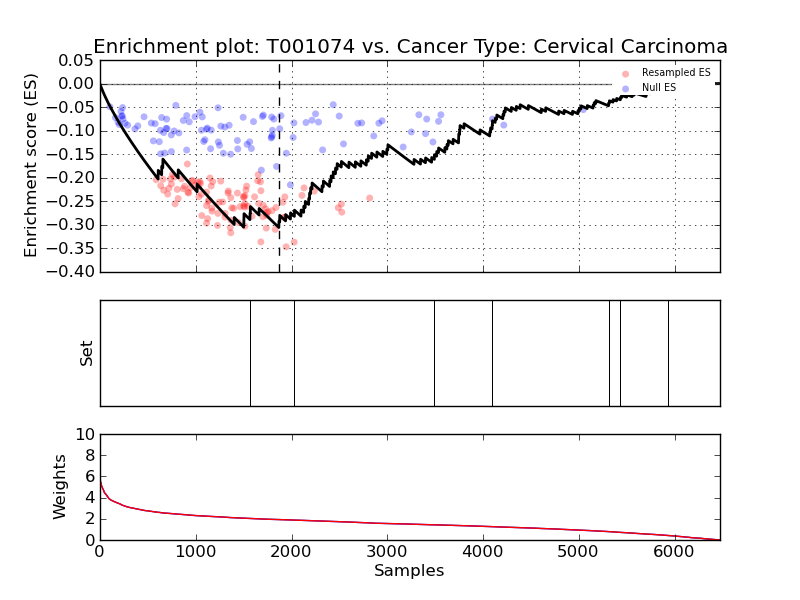 Enrichment plot: T001074 vs. Cancer Type: Cervical Carcinoma
Enrichment score (ES)
0.05
0.00
−0.05
−0.10
−0.15
−0.20
−0.25
−0.30
−0.35
−0.40
Resampled ES
Null ES
Set
Weights
10
8
6
4
2
0
0 1000 2000 3000 4000 5000 6000
Samples